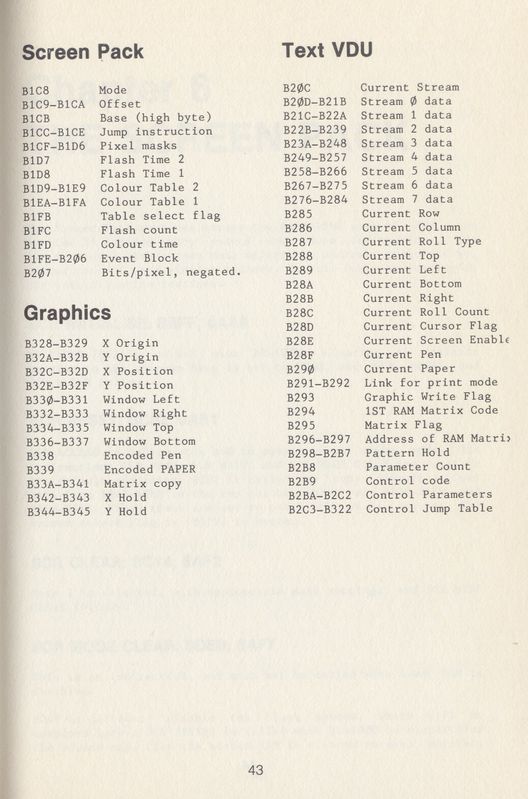 Screen Pack
B1C8 Mode
B1C9-B1CA Offset
B1CB Base (high byte)
B1CC-B1CE Jump instruction
B1CF-B1D6 Pixel masks
B1D7 Flash Time 2
B1D8 Flash Time 1
B1D9-B1E9 Colour Table 2
B1EA-B1FA Colour Table 1
B1FB Table select flag
B1FC Flash count
B1FD Colour time
B1FE-B2Ø6 Event Block
B2Ø7 Bits/pixel, negated.
Graphics
B328-B329 X Origin
B32A-B32B Y Origin
B32C-B32D X Position
B32E-B32F Y Position
B33Ø-B331 Window Left
B332-B333 Window Right
B334-B335 Window Top
B336-B337 Window Bottom
B338 Encoded Pen
B339 Encoded PAPER
B33A-B341 Matrix copy
B342-B343 X Hold
B344-B345 Y Hold
Text VDU
B2ØC Current Stream
B2ØD-B21B Stream Ø data
B21C-B22A Stream 1 data
B22B-B239 Stream 2 data
B23A-B248 Stream 3 data
B249-B257 Stream 4 data
B258-B266 Stream 5 data
B267-B275 Stream 6 data
B276-B284 Stream 7 data
B285 Current Row
B286 Current Column
B287 Current Roll Type
B288 Current Top
B289 Current Left
B28A Current Bottom
B28B Current Right
B28C Current Roll Count
B28D Current Cursor Flag
B28E Current Screen Enable
B28F Current Pen
B29Ø Current Paper
B291-B292 Link for print mode
B293 Graphic Write Flag
B294 1ST RAM Matrix Code
B295 Matrix Flag
B296-B297 Address of RAM Matrix
B298-B2B7 Pattern Hold
B2B8 Parameter Count
B2B9 Control code
B2BA-B2C2 Control Parameters
B2C3-B322 Control Jump Table
43